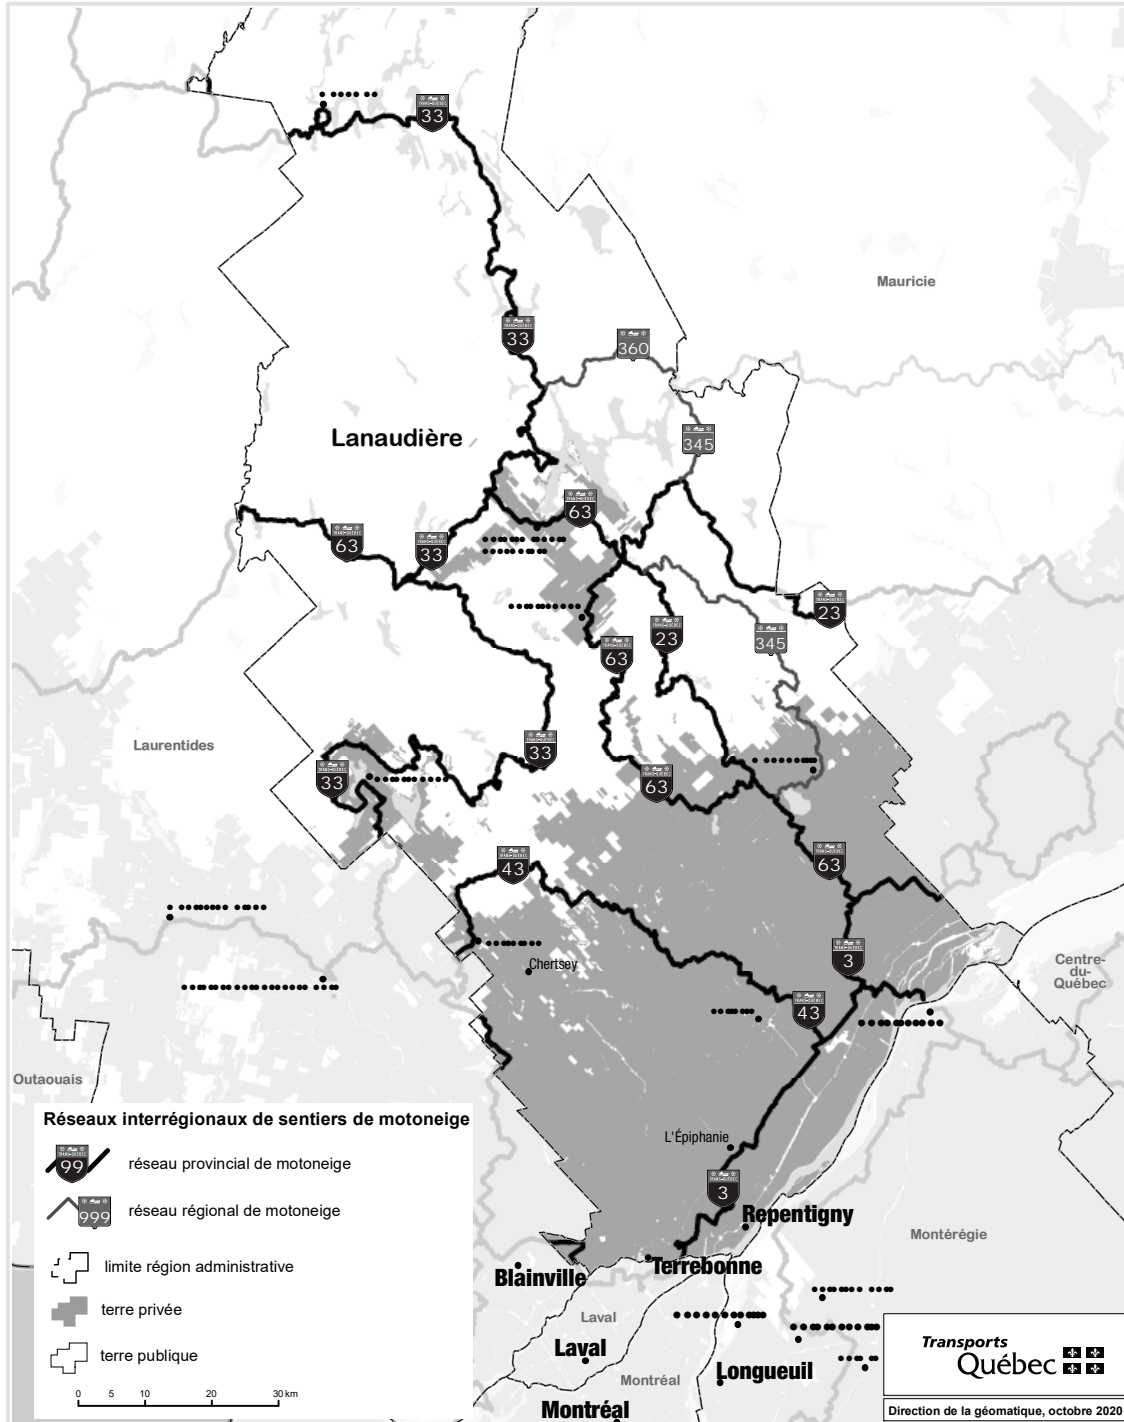 33
Mauricie
33
360
Lanaudière
345
63
63
33
23
345
23
63
Laurentides
33
33
63
43
63
3
Centre-
du-
Québec
Chertsey
43
Outaouais
L'Épiphanie
3
Repentigny
Montérégie
Terrebonne
Blainville
Laval
Laval
Montréal
Longueuil
Montréal
Réseaux interrégionaux de sentiers de motoneige
99 réseau provincial de motoneige
999 réseau régional de motoneige
limite région administrative
terre privée
terre publique
0 5 10 20 30 km
Transports
Québec
Direction de la géomatique, octobre 2020